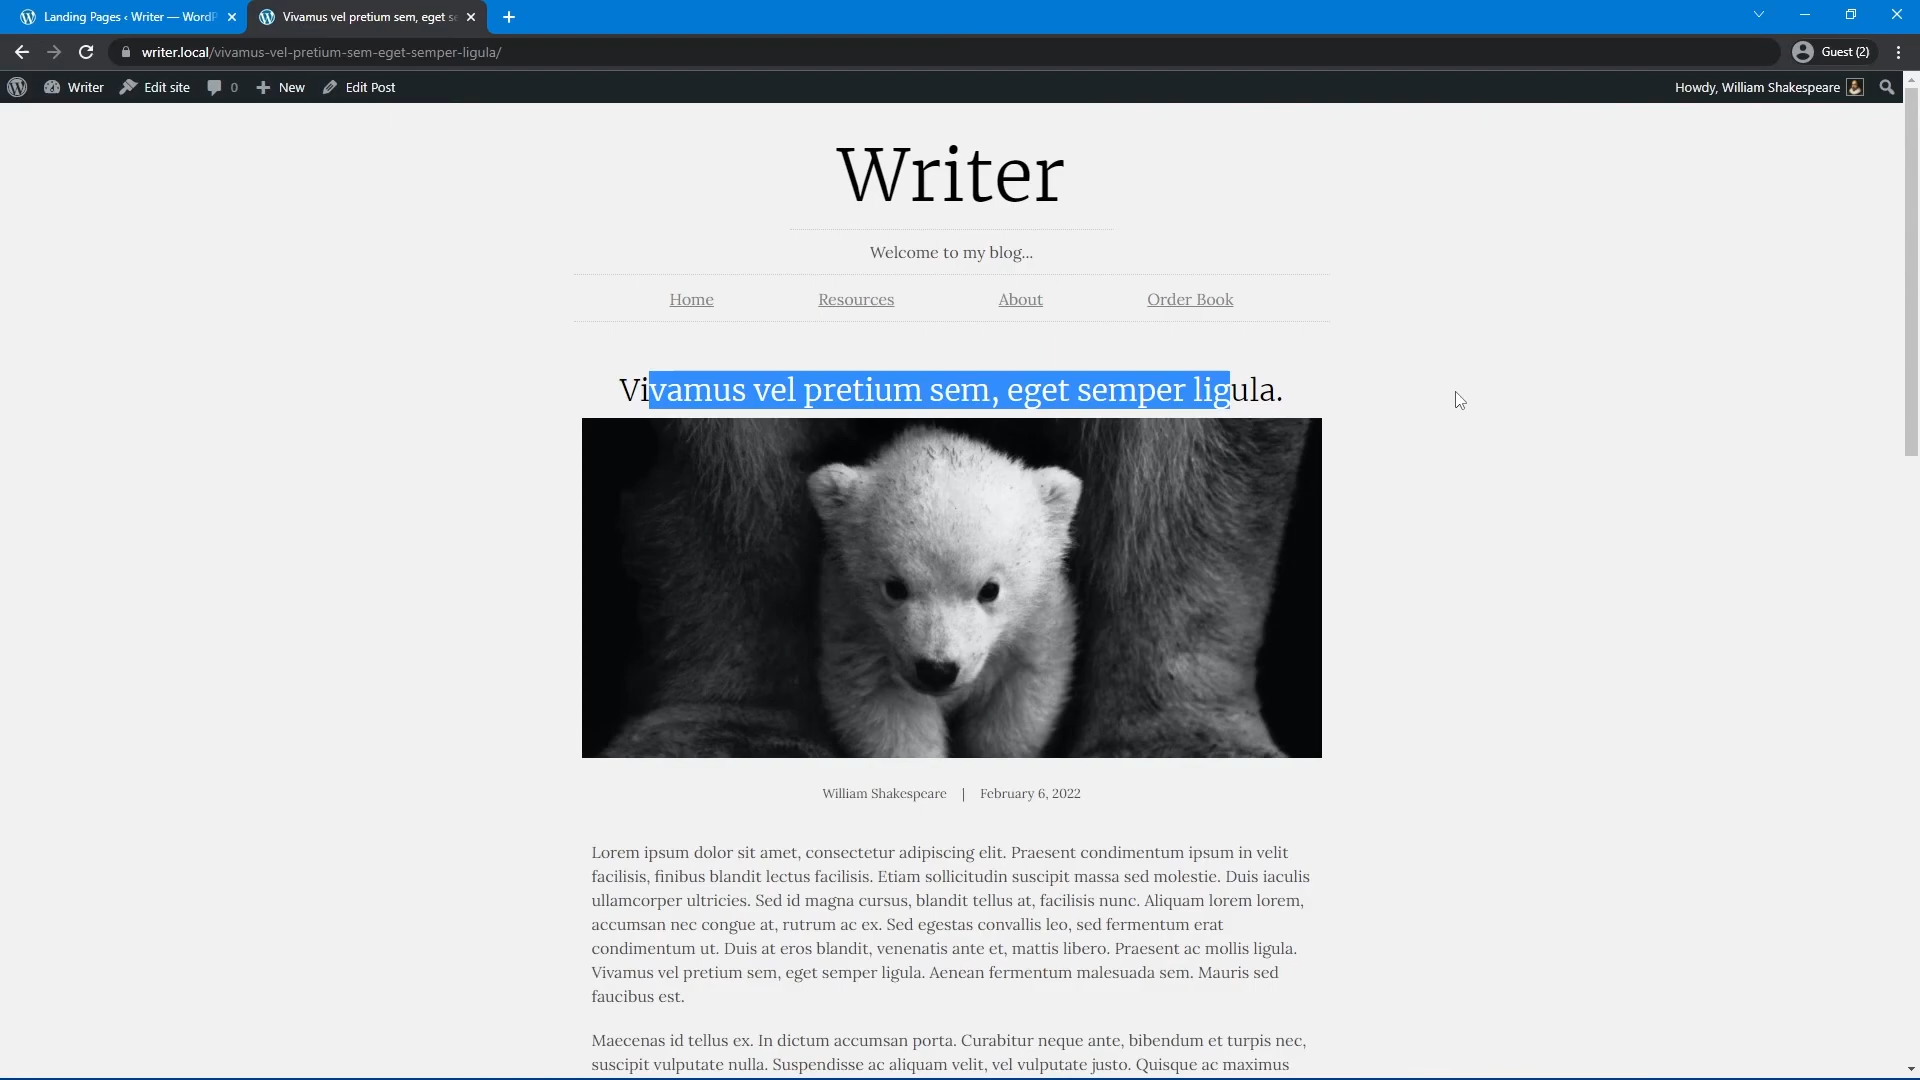 Landing Pages ‹ Writer — WordP
Vivamus vel pretium sem, eget se
writer.local/vivamus-vel-pretium-sem-eget-semper-ligula/
Guest (2)
Writer
Edit site
0
New
Edit Post
Howdy, William Shakespeare
Writer
Welcome to my blog...
Home
Resources
About
Order Book
Vivamus vel pretium sem, eget semper ligula.
William Shakespeare | February 6, 2022
Lorem ipsum dolor sit amet, consectetur adipiscing elit. Praesent condimentum ipsum in velit
facilisis, finibus blandit lectus facilisis. Etiam sollicitudin suscipit massa sed molestie. Duis iaculis
ullamcorper ultricies. Sed id magna cursus, blandit tellus at, facilisis nunc. Aliquam lorem lorem,
accumsan nec congue at, rutrum ac ex. Sed egestas convallis leo, sed fermentum erat
condimentum ut. Duis at eros blandit, venenatis ante et, mattis libero. Praesent ac mollis ligula.
Vivamus vel pretium sem, eget semper ligula. Aenean fermentum malesuada sem. Mauris sed
faucibus est.
Maecenas id tellus ex. In dictum accumsan porta. Curabitur neque ante, bibendum et turpis nec,
suscipit vulputate nulla. Suspendisse ac aliquam velit, vel vulputate justo. Quisque ac maximus